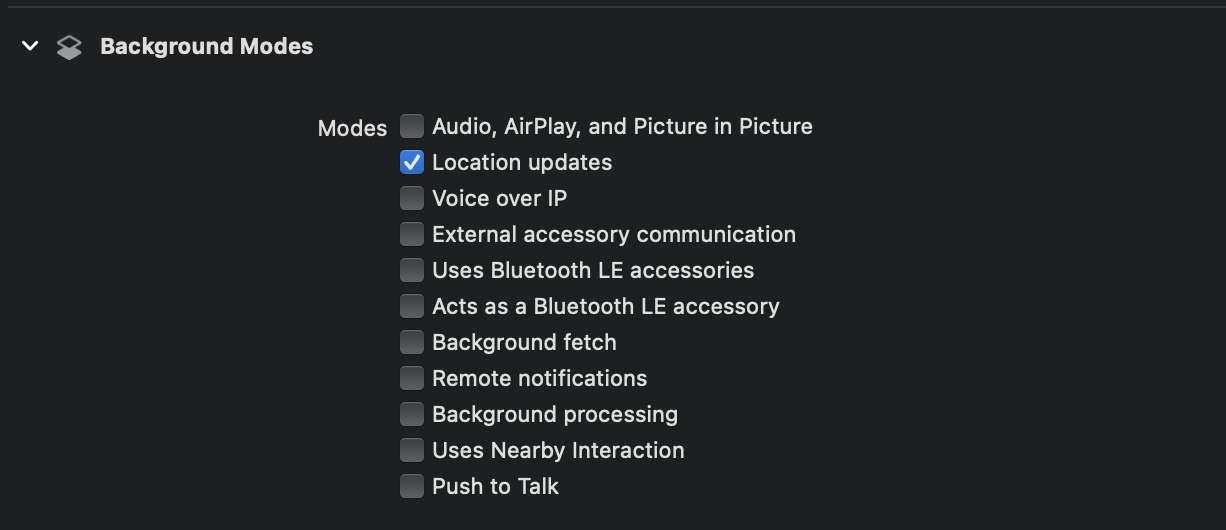 Background Modes
Modes Audio, AirPlay, and Picture in Picture
Location updates
Voice over IP
External accessory communication
Uses Bluetooth LE accessories
Acts as a Bluetooth LE accessory
Background fetch
Remote notifications
Background processing
Uses Nearby Interaction
Push to Talk